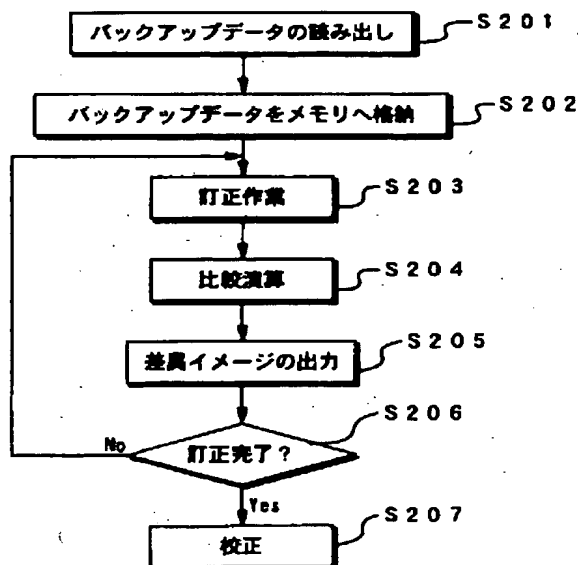 バックアップデータの読み出し
S201
バックアップデータをメモリへ格納
S202
訂正作業
S203
比較演算
S204
差異イメージの出力
S205
S206
訂正完了？
No
Yes
校正
S207